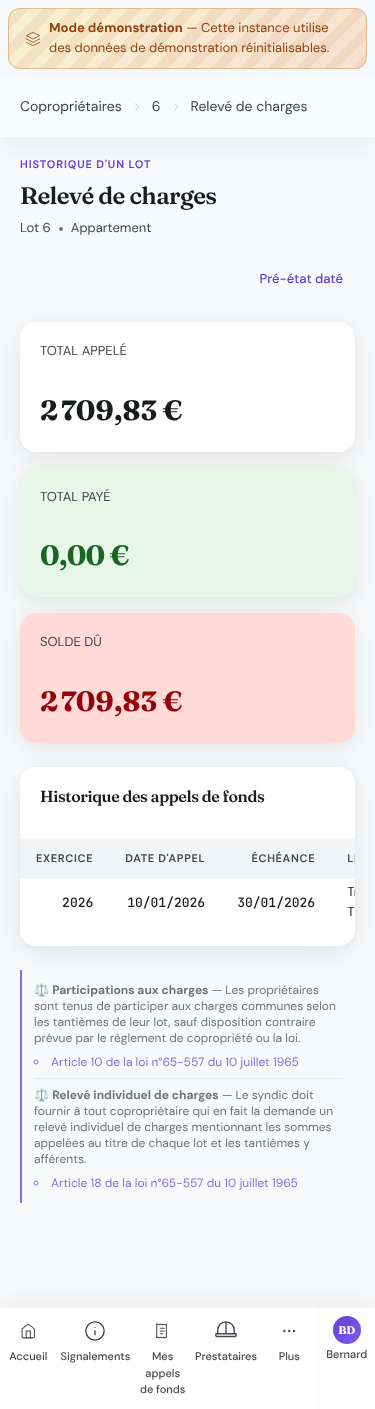 Mode démonstration — Cette instance utilise
des données de démonstration réinitialisables.
Copropriétaires > 6 > Relevé de charges
HISTORIQUE D'UN LOT
Relevé de charges
Lot 6 • Appartement
Pré-état daté
TOTAL APPELÉ
2 709,83 €
TOTAL PAYÉ
0,00 €
SOLDE DÛ
2 709,83 €
Historique des appels de fonds
EXERCICE DATE D'APPEL ÉCHÉANCE
2026 10/01/2026 30/01/2026
⚖️ Participations aux charges — Les propriétaires
sont tenus de participer aux charges communes selon
les tantièmes de leur lot, sauf disposition contraire
prévue par le règlement de copropriété ou la loi.
Article 10 de la loi n°65-557 du 10 juillet 1965
⚖️ Relevé individuel de charges — Le syndic doit
fournir à tout copropriétaire qui en fait la demande un
relevé individuel de charges mentionnant les sommes
appelées au titre de chaque lot et les tantièmes y
afférents.
Article 18 de la loi n°65-557 du 10 juillet 1965
Accueil
Signalements
Mes
appels
de fonds
Prestataires
Plus
BD
Bernard